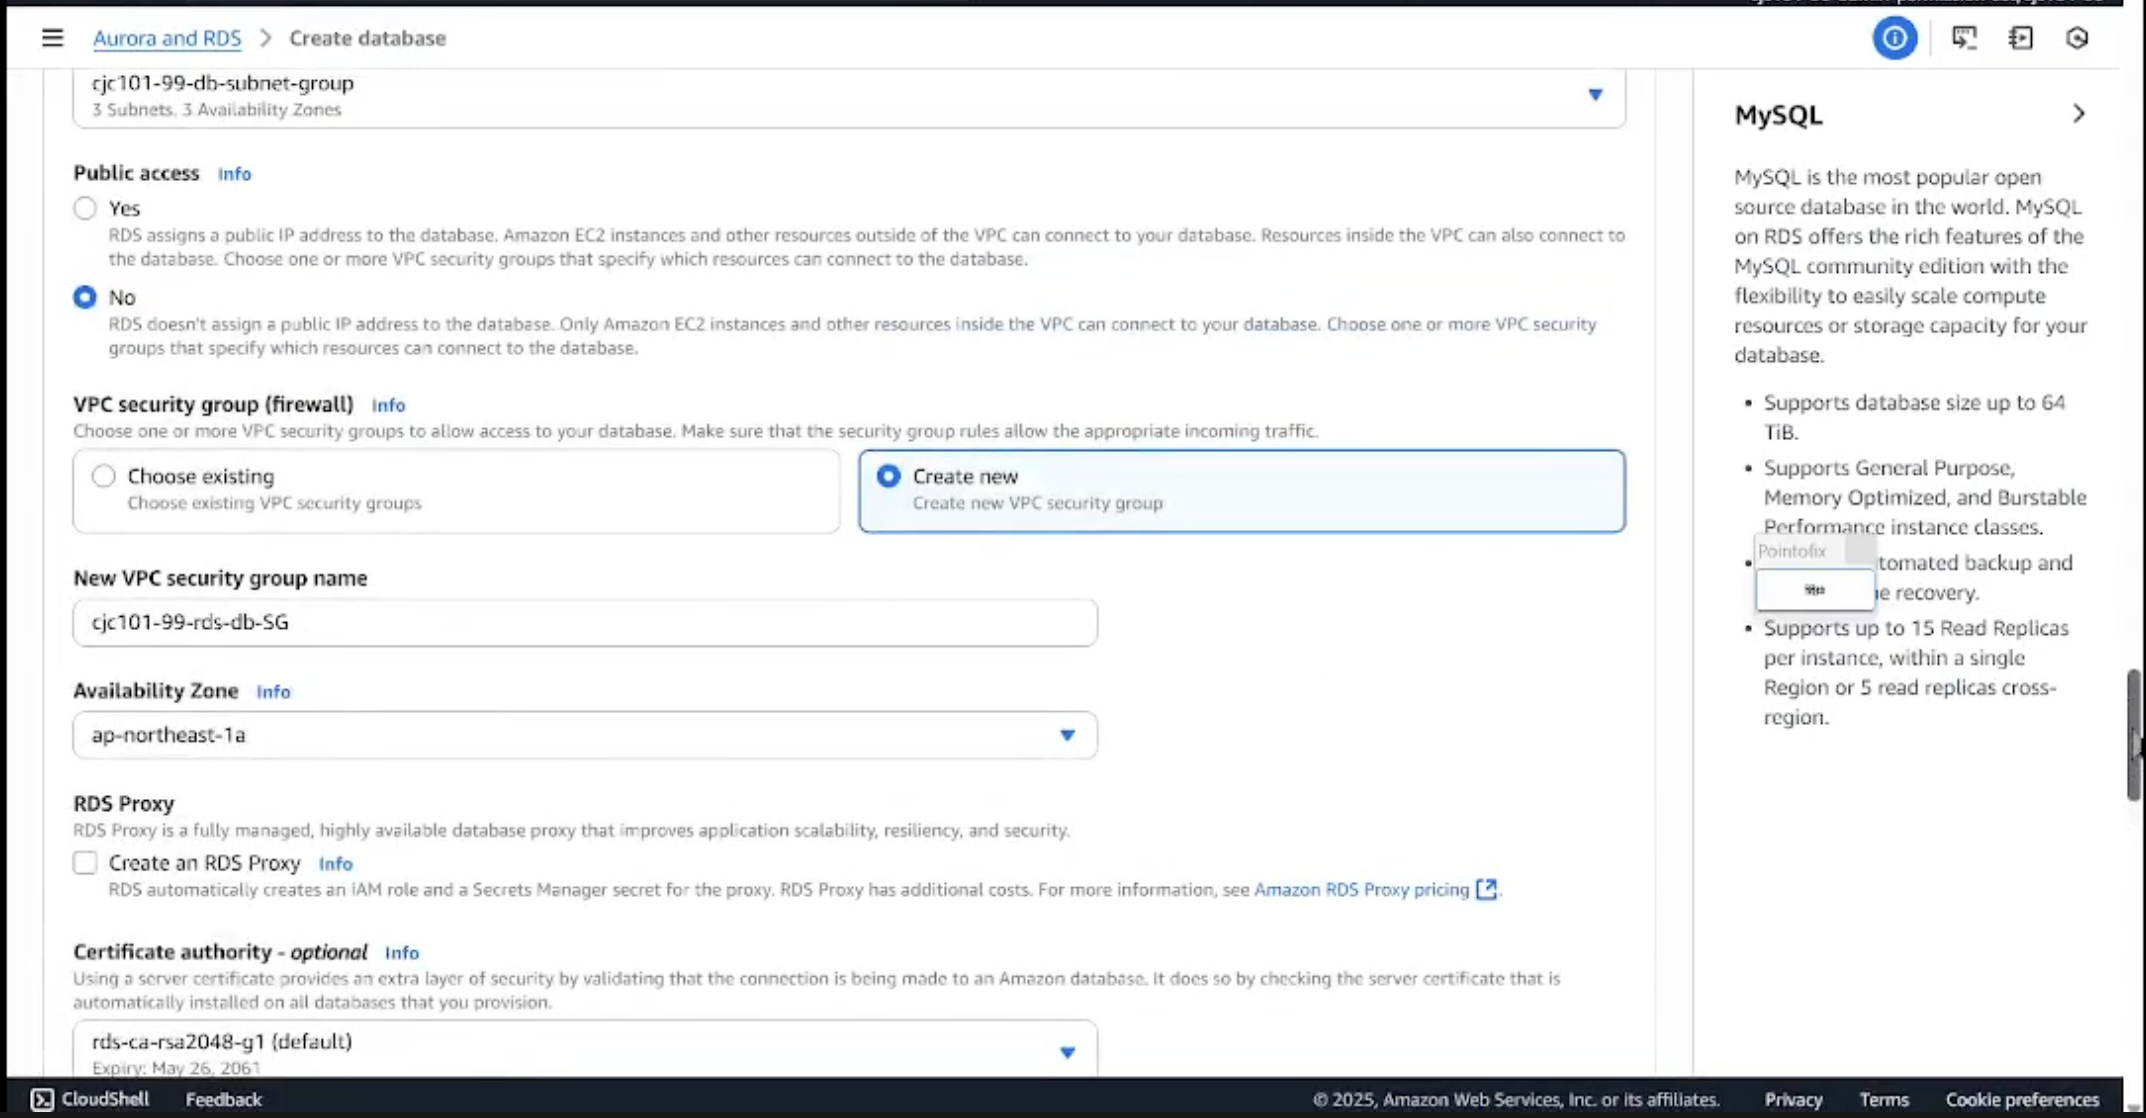 Aurora and RDS > Create database
cjc101-99-db-subnet-group
3 Subnets, 3 Availability Zones
Public access Info
Yes
RDS assigns a public IP address to the database. Amazon EC2 instances and other resources outside of the VPC can connect to your database. Resources inside the VPC can also connect to
the database. Choose one or more VPC security groups that specify which resources can connect to the database.
No
RDS doesn't assign a public IP address to the database. Only Amazon EC2 instances and other resources inside the VPC can connect to your database. Choose one or more VPC security
groups that specify which resources can connect to the database.
VPC security group (firewall) Info
Choose one or more VPC security groups to allow access to your database. Make sure that the security group rules allow the appropriate incoming traffic.
Choose existing
Choose existing VPC security groups
Create new
Create new VPC security group
New VPC security group name
cjc101-99-rds-db-SG
Availability Zone Info
ap-northeast-1a
RDS Proxy
RDS Proxy is a fully managed, highly available database proxy that improves application scalability, resiliency, and security.
Create an RDS Proxy Info
RDS automatically creates an IAM role and a Secrets Manager secret for the proxy. RDS Proxy has additional costs. For more information, see Amazon RDS Proxy pricing.
Certificate authority - optional Info
Using a server certificate provides an extra layer of security by validating that the connection is being made to an Amazon database. It does so by checking the server certificate that is
automatically installed on all databases that you provision.
rds-ca-rsa2048-g1 (default)
Expiry: May 26, 2061
MySQL
MySQL is the most popular open
source database in the world. MySQL
on RDS offers the rich features of the
MySQL community edition with the
flexibility to easily scale compute
resources or storage capacity for your
database.
• Supports database size up to 64
TiB.
• Supports General Purpose,
Memory Optimized, and Burstable
Performance instance classes.
Pointofix
• tomated backup and
e recovery.
• Supports up to 15 Read Replicas
per instance, within a single
Region or 5 read replicas cross-
region.
CloudShell Feedback © 2025, Amazon Web Services, Inc. or its affiliates. Privacy Terms Cookie preferences